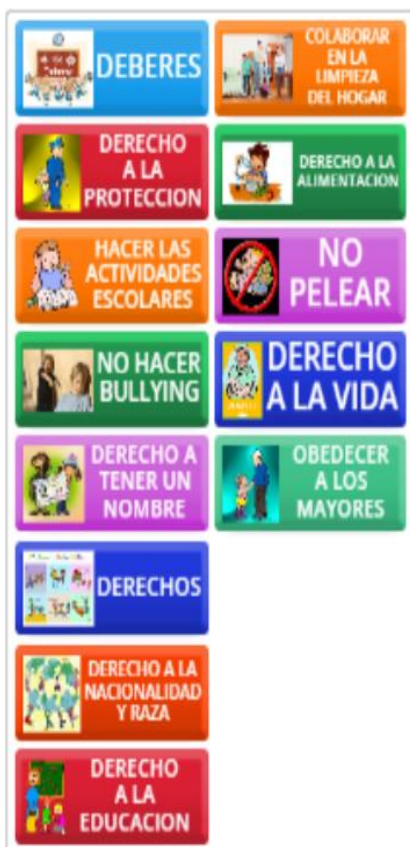 DEBERES
COLABORAR
EN LA
LIMPIEZA
DEL HOGAR
DERECHO
A LA
PROTECCION
DERECHO A LA
ALIMENTACION
HACER LAS
ACTIVIDADES
ESCOLARES
NO
PELEAR
NO HACER
BULLYING
DERECHO
A LA VIDA
DERECHO A
TENER UN
NOMBRE
OBEDECER
A LOS
MAYORES
DERECHOS
DERECHO A LA
NACIONALIDAD
Y RAZA
DERECHO
A LA
EDUCACION